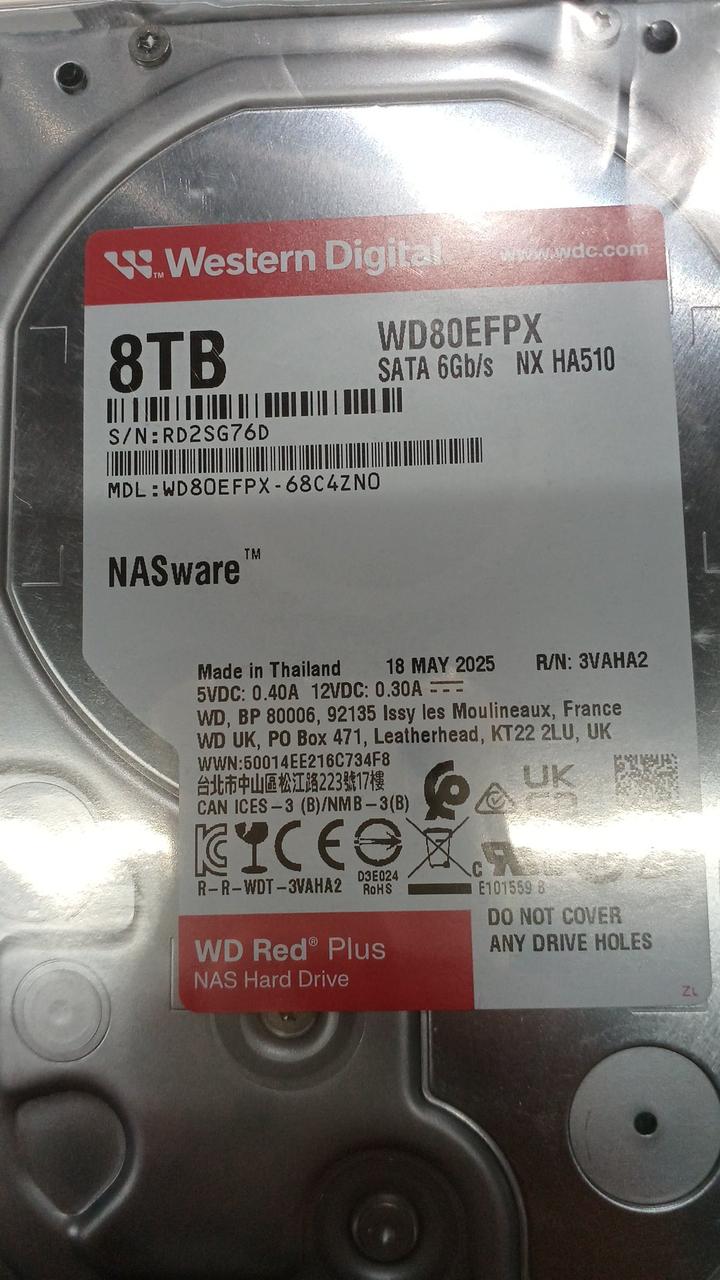 Western Digital
www.wdc.com
8TB
WD80EFPX
SATA 6Gb/s NX HA510
S/N:RD2SG76D
MDL:WD80EFPX-68C4ZN0
NASware™
Made in Thailand 18 MAY 2025 R/N: 3VAHA2
5VDC: 0.40A 12VDC: 0.30A
WD, BP 80006, 92135 Issy les Moulineaux, France
WD UK, PO Box 471, Leatherhead, KT22 2LU, UK
WWN:50014EE216C734F8
台北市中山區松江路223號17樓
CAN ICES-3 (B)/NMB-3(B)
UK
CE
R-R-WDT-3VAHA2
D3E024
RoHS
E101559 B
DO NOT COVER
ANY DRIVE HOLES
WD Red® Plus
NAS Hard Drive